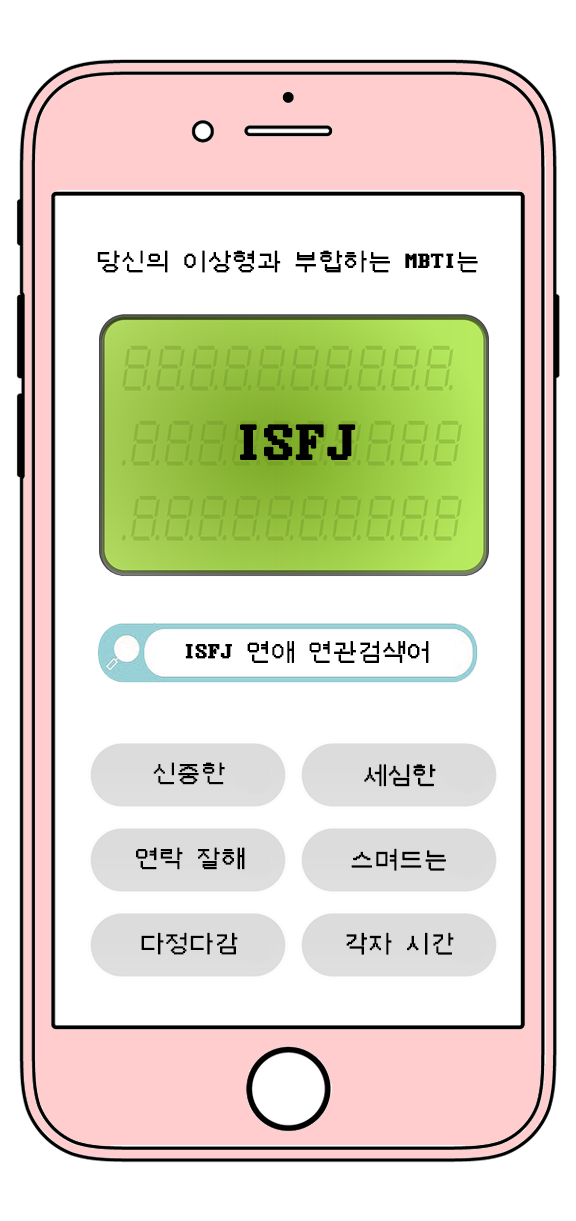 당신의 이상형과 부합하는 MBTI는
ISFJ
ISFJ 연애 연관검색어
신중한
세심한
연락 잘해
스며드는
다정다감
각자 시간